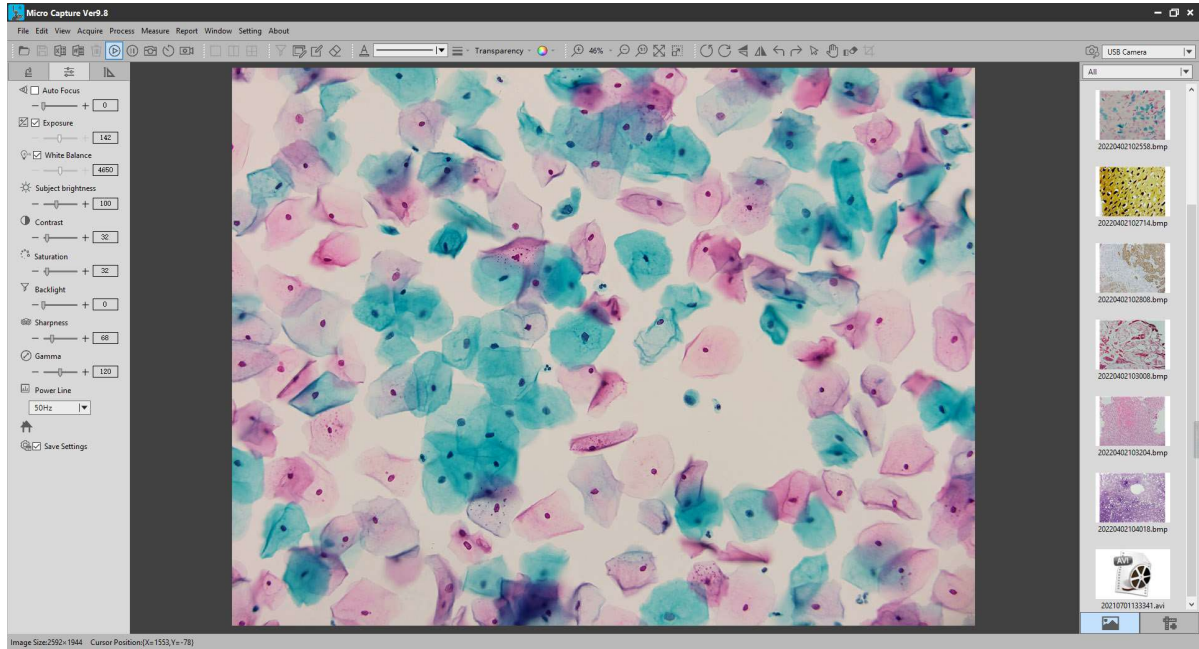 Micro Capture Ver9.8
File Edit View Acquire Process Measure Report Window Setting About
A Transparency 46% USB Camera
All
Auto Focus
0
Exposure
142
White Balance
4650
Subject brightness
100
Contrast
32
Saturation
32
Backlight
0
Sharpness
68
Gamma
120
Power Line
50Hz
Save Settings
20220402102558.bmp
20220402102714.bmp
20220402102808.bmp
20220402103008.bmp
20220402103204.bmp
20220402104018.bmp
AVI
20210701133341.avi
Image Size:2592×1944 Cursor Position:(X=1553,Y=-78)